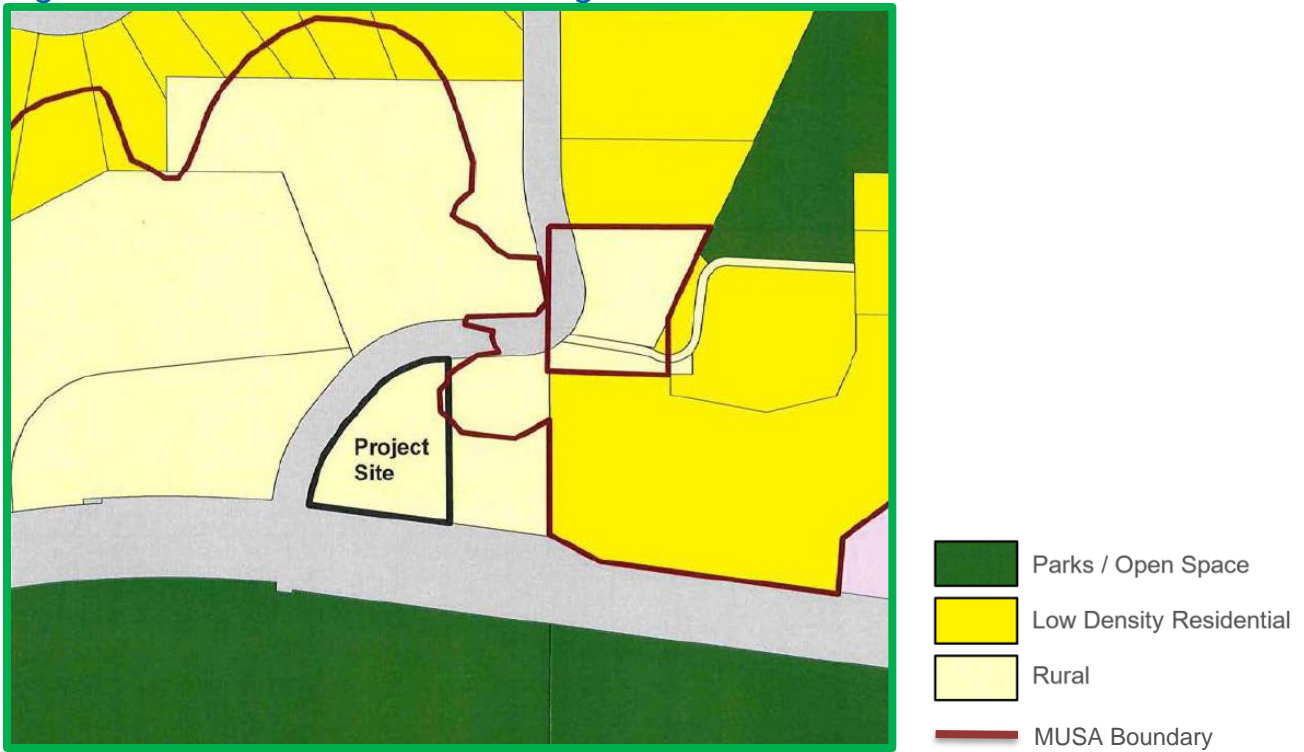 Project
Site
Parks / Open Space
Low Density Residential
Rural
MUSA Boundary